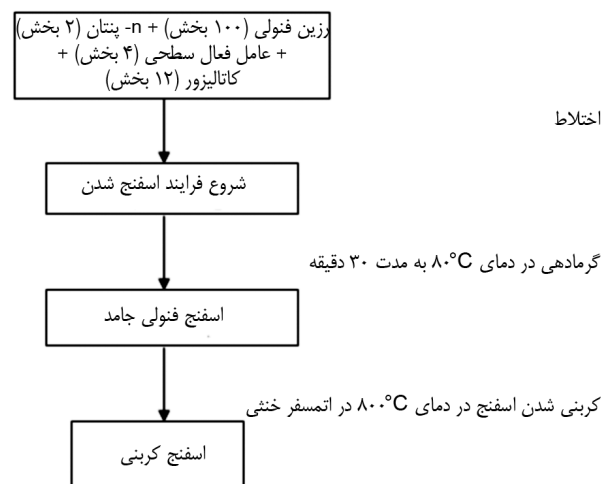 رزین فنولی (۱۰۰ بخش) + n- پنتان (۲ بخش)
+ عامل فعال سطحی (۴ بخش) +
کاتالیزور (۱۲ بخش)
اختلاط
شروع فرایند اسفنج شدن
گرمادهی در دمای ۸۰°C به مدت ۳۰ دقیقه
اسفنج فنولی جامد
کربنی شدن اسفنج در دمای ۸۰۰°C در اتمسفر خنثی
اسفنج کربنی